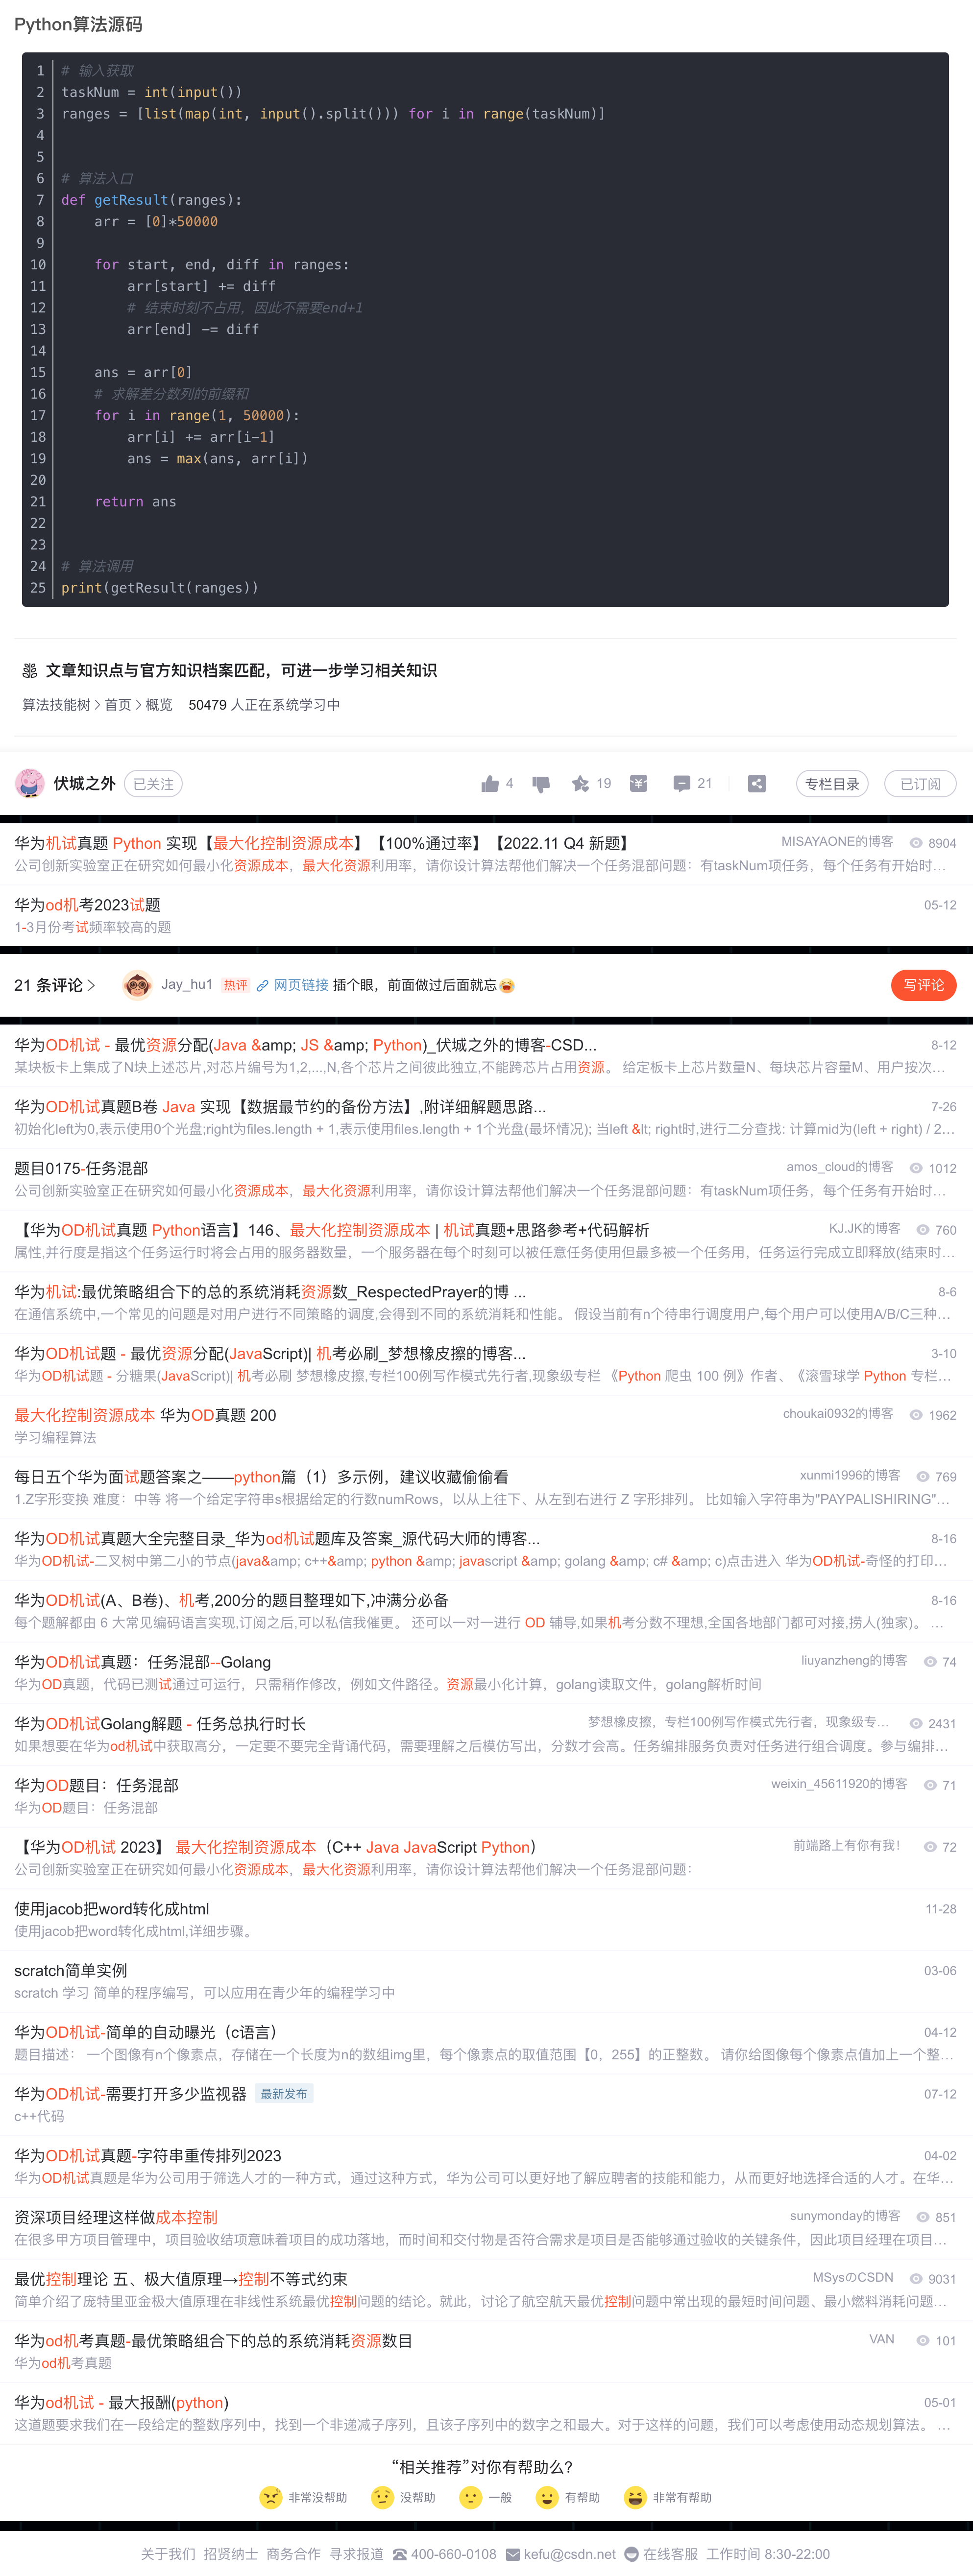 Python算法源码
1 # 输入获取
2 taskNum = int(input())
3 ranges = [list(map(int, input().split())) for i in range(taskNum)]
4
5
6 # 算法入口
7 def getResult(ranges):
8     arr = [0]*50000
9
10     for start, end, diff in ranges:
11         arr[start] += diff
12         # 结束时刻不占用，因此不需要end+1
13         arr[end] -= diff
14
15     ans = arr[0]
16     # 求解差分数列的前缀和
17     for i in range(1, 50000):
18         arr[i] += arr[i-1]
19         ans = max(ans, arr[i])
20
21     return ans
22
23
24 # 算法调用
25 print(getResult(ranges))
文章知识点与官方知识档案匹配，可进一步学习相关知识
算法技能树 > 首页 > 概览 50479 人正在系统学习中
伏城之外 已关注 4 19 21 专栏目录 已订阅
华为机试真题 Python 实现【最大化控制资源成本】【100%通过率】【2022.11 Q4 新题】 MISAYAONE的博客 8904
公司创新实验室正在研究如何最小化资源成本，最大化资源利用率，请你设计算法帮他们解决一个任务混部问题：有taskNum项任务，每个任务有开始时…
华为od机考2023试题 05-12
1-3月份考试频率较高的题
21 条评论 > Jay_hu1 热评 网页链接 插个眼，前面做过后面就忘 写评论
华为OD机试 - 最优资源分配(Java &amp; JS &amp; Python)_伏城之外的博客-CSD... 8-12
某块板卡上集成了N块上述芯片,对芯片编号为1,2,...,N,各个芯片之间彼此独立,不能跨芯片占用资源。 给定板卡上芯片数量N、每块芯片容量M、用户按次…
华为OD机试真题B卷 Java 实现【数据最节约的备份方法】,附详细解题思路... 7-26
初始化left为0,表示使用0个光盘;right为files.length + 1,表示使用files.length + 1个光盘(最坏情况); 当left &lt; right时,进行二分查找: 计算mid为(left + right) / 2…
题目0175-任务混部 amos_cloud的博客 1012
公司创新实验室正在研究如何最小化资源成本，最大化资源利用率，请你设计算法帮他们解决一个任务混部问题：有taskNum项任务，每个任务有开始时…
【华为OD机试真题 Python语言】146、最大化控制资源成本 | 机试真题+思路参考+代码解析 KJ.JK的博客 760
属性,并行度是指这个任务运行时将会占用的服务器数量，一个服务器在每个时刻可以被任意任务使用但最多被一个任务用，任务运行完成立即释放(结束时…
华为机试:最优策略组合下的总的系统消耗资源数_RespectedPrayer的博 ... 8-6
在通信系统中,一个常见的问题是对用户进行不同策略的调度,会得到不同的系统消耗和性能。 假设当前有n个待串行调度用户,每个用户可以使用A/B/C三种…
华为OD机试题 - 最优资源分配(JavaScript)| 机考必刷_梦想橡皮擦的博客... 3-10
华为OD机试题 - 分糖果(JavaScript)| 机考必刷 梦想橡皮擦,专栏100例写作模式先行者,现象级专栏 《Python 爬虫 100 例》作者、《滚雪球学 Python 专栏…
最大化控制资源成本 华为OD真题 200 choukai0932的博客 1962
学习编程算法
每日五个华为面试题答案之——python篇（1）多示例，建议收藏偷偷看 xunmi1996的博客 769
1.Z字形变换 难度：中等 将一个给定字符串s根据给定的行数numRows，以从上往下、从左到右进行 Z 字形排列。 比如输入字符串为"PAYPALISHIRING"…
华为OD机试真题大全完整目录_华为od机试题库及答案_源代码大师的博客... 8-16
华为OD机试-二叉树中第二小的节点(java&amp; c++&amp; python &amp; javascript &amp; golang &amp; c# &amp; c)点击进入 华为OD机试-奇怪的打印…
华为OD机试(A、B卷)、机考,200分的题目整理如下,冲满分必备 8-16
每个题解都由 6 大常见编码语言实现,订阅之后,可以私信我催更。 还可以一对一进行 OD 辅导,如果机考分数不理想,全国各地部门都可对接,捞人(独家)。 …
华为OD机试真题：任务混部--Golang liuyanzheng的博客 74
华为OD真题，代码已测试通过可运行，只需稍作修改，例如文件路径。资源最小化计算，golang读取文件，golang解析时间
华为OD机试Golang解题 - 任务总执行时长 梦想橡皮擦，专栏100例写作模式先行者，现象级专… 2431
如果想要在华为od机试中获取高分，一定要不要完全背诵代码，需要理解之后模仿写出，分数才会高。任务编排服务负责对任务进行组合调度。参与编排…
华为OD题目：任务混部 weixin_45611920的博客 71
华为OD题目：任务混部
【华为OD机试 2023】 最大化控制资源成本（C++ Java JavaScript Python） 前端路上有你有我！ 72
公司创新实验室正在研究如何最小化资源成本，最大化资源利用率，请你设计算法帮他们解决一个任务混部问题：
使用jacob把word转化成html 11-28
使用jacob把word转化成html,详细步骤。
scratch简单实例 03-06
scratch 学习 简单的程序编写，可以应用在青少年的编程学习中
华为OD机试-简单的自动曝光（c语言） 04-12
题目描述： 一个图像有n个像素点，存储在一个长度为n的数组img里，每个像素点的取值范围【0，255】的正整数。 请你给图像每个像素点值加上一个整…
华为OD机试-需要打开多少监视器 最新发布 07-12
c++代码
华为OD机试真题-字符串重传排列2023 04-02
华为OD机试真题是华为公司用于筛选人才的一种方式，通过这种方式，华为公司可以更好地了解应聘者的技能和能力，从而更好地选择合适的人才。在华…
资深项目经理这样做成本控制 sunymonday的博客 851
在很多甲方项目管理中，项目验收结项意味着项目的成功落地，而时间和交付物是否符合需求是项目是否能够通过验收的关键条件，因此项目经理在项目…
最优控制理论 五、极大值原理→控制不等式约束 MSysのCSDN 9031
简单介绍了庞特里亚金极大值原理在非线性系统最优控制问题的结论。就此，讨论了航空航天最优控制问题中常出现的最短时间问题、最小燃料消耗问题…
华为od机考真题-最优策略组合下的总的系统消耗资源数目 VAN 101
华为od机考真题
华为od机试 - 最大报酬(python) 05-01
这道题要求我们在一段给定的整数序列中，找到一个非递减子序列，且该子序列中的数字之和最大。对于这样的问题，我们可以考虑使用动态规划算法。 …
“相关推荐”对你有帮助么？
非常没帮助 没帮助 一般 有帮助 非常有帮助
关于我们 招贤纳士 商务合作 寻求报道 400-660-0108 kefu@csdn.net 在线客服 工作时间 8:30-22:00